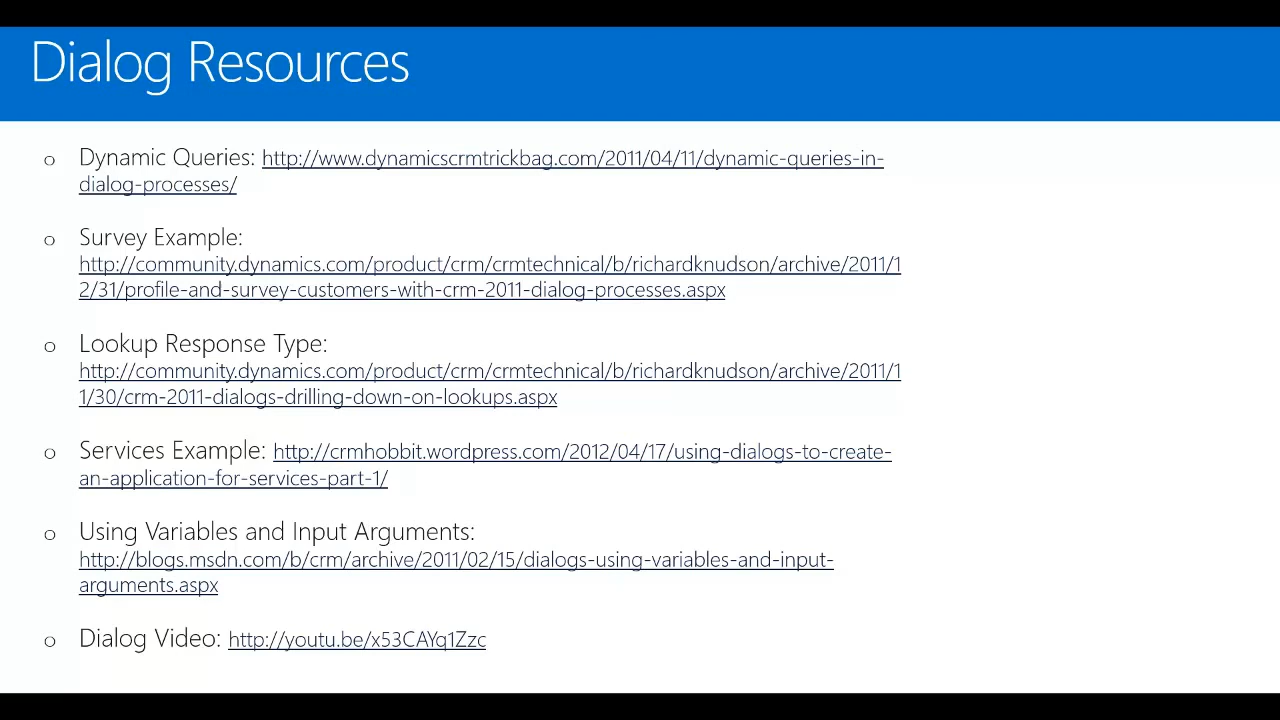 Dialog Resources
o Dynamic Queries: http://www.dynamicscrmtrickbag.com/2011/04/11/dynamic-queries-in-
dialog-processes/
o Survey Example:
http://community.dynamics.com/product/crm/crmtechnical/b/richardknudson/archive/2011/1
2/31/profile-and-survey-customers-with-crm-2011-dialog-processes.aspx
o Lookup Response Type:
http://community.dynamics.com/product/crm/crmtechnical/b/richardknudson/archive/2011/1
1/30/crm-2011-dialogs-drilling-down-on-lookups.aspx
o Services Example: http://crmhobbit.wordpress.com/2012/04/17/using-dialogs-to-create-
an-application-for-services-part-1/
o Using Variables and Input Arguments:
http://blogs.msdn.com/b/crm/archive/2011/02/15/dialogs-using-variables-and-input-
arguments.aspx
o Dialog Video: http://youtu.be/x53CAYq1Zzc